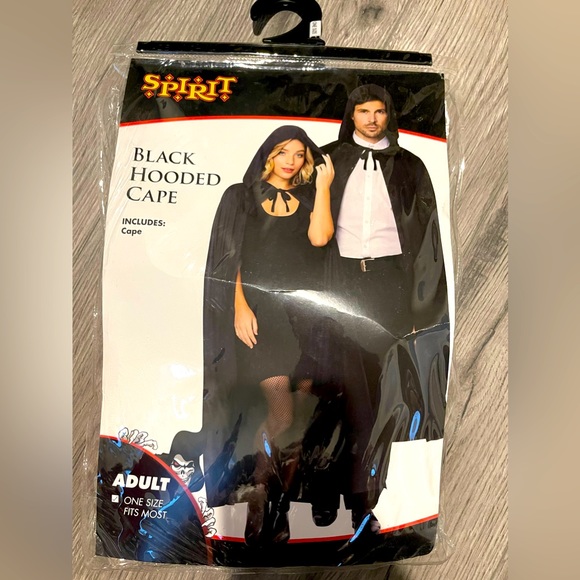 SPIRIT
BLACK
HOODED
CAPE
INCLUDES:
Cape
ADULT
ONE SIZE
FITS MOST